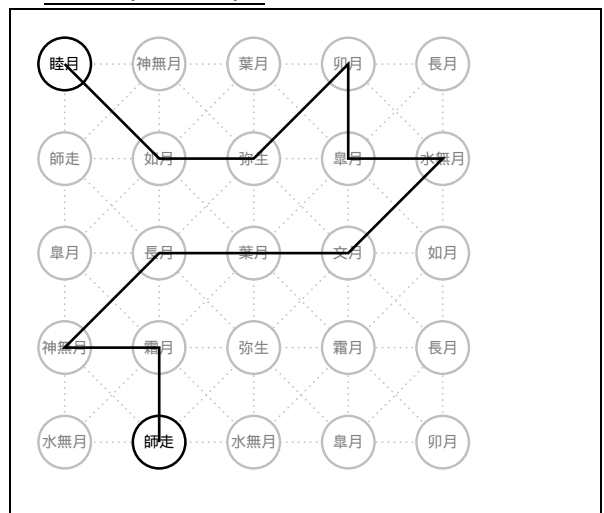 睦月 神無月 葉月 卯月 長月
師走 如月 弥生 皐月 水無月
皐月 長月 葉月 文月 如月
神無月 霜月 弥生 霜月 長月
水無月 師走 水無月 皐月 卯月